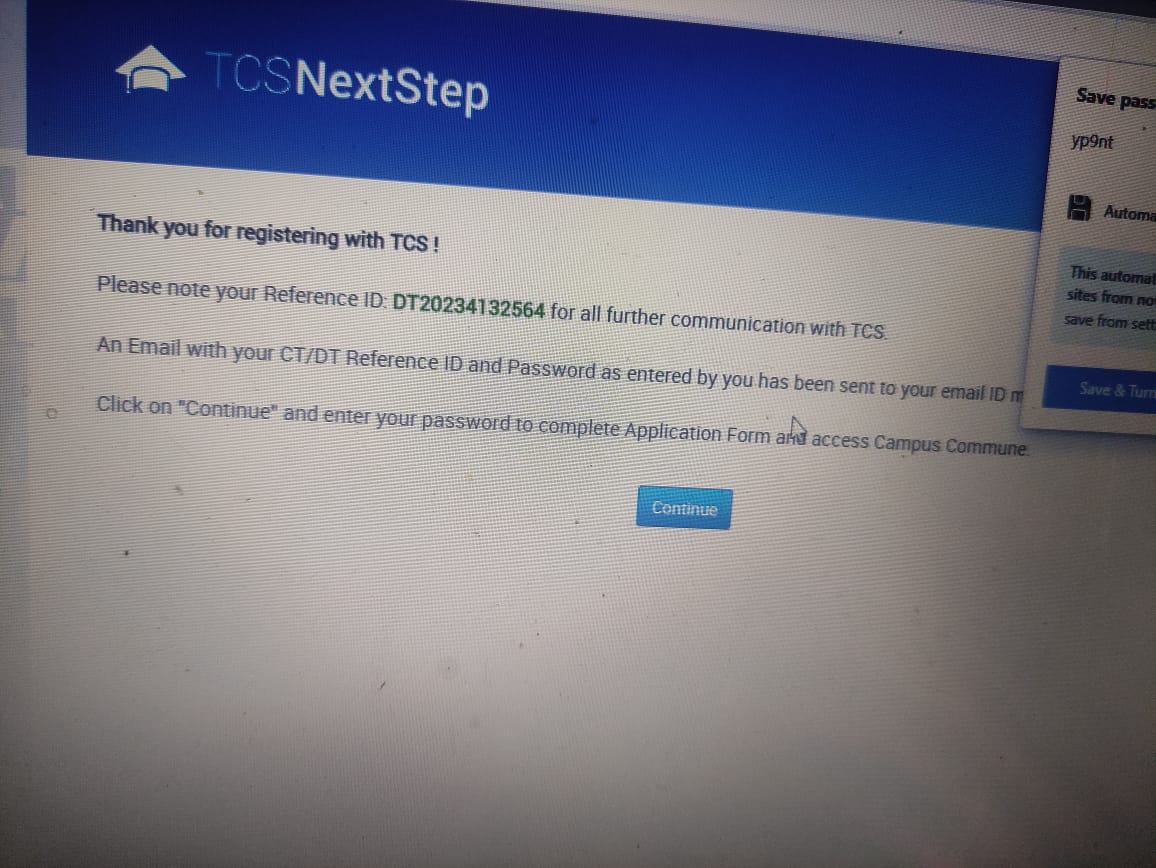 TCSNextStep
Thank you for registering with TCS !
Please note your Reference ID: DT20234132564 for all further communication with TCS.
An Email with your CT/DT Reference ID and Password as entered by you has been sent to your email ID m
Click on "Continue" and enter your password to complete Application Form and access Campus Commune.
Continue
Save pass
yp9nt
Automa
This automat
sites from no
save from sett
Save & Turn